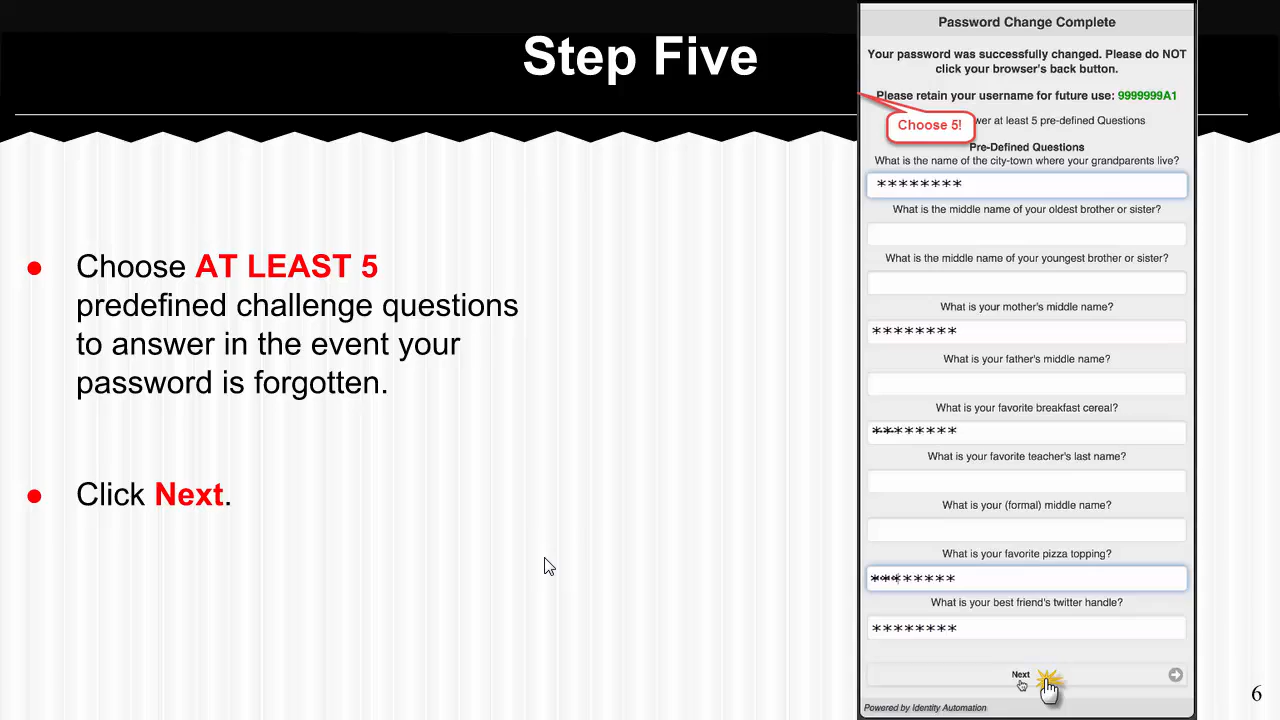 Step Five
Choose AT LEAST 5
predefined challenge questions
to answer in the event your
password is forgotten.
Click Next.
Password Change Complete
Your password was successfully changed. Please do NOT
click your browser's back button.
Please retain your username for future use: 9999999A1
Choose 5!
at least 5 pre-defined Questions
Pre-Defined Questions
What is the name of the city-town where your grandparents live?
********
What is the middle name of your oldest brother or sister?
What is the middle name of your youngest brother or sister?
What is your mother's middle name?
********
What is your father's middle name?
What is your favorite breakfast cereal?
********
What is your favorite teacher's last name?
What is your (formal) middle name?
What is your favorite pizza topping?
********
What is your best friend's twitter handle?
********
Next
Powered by Identity Automation
6